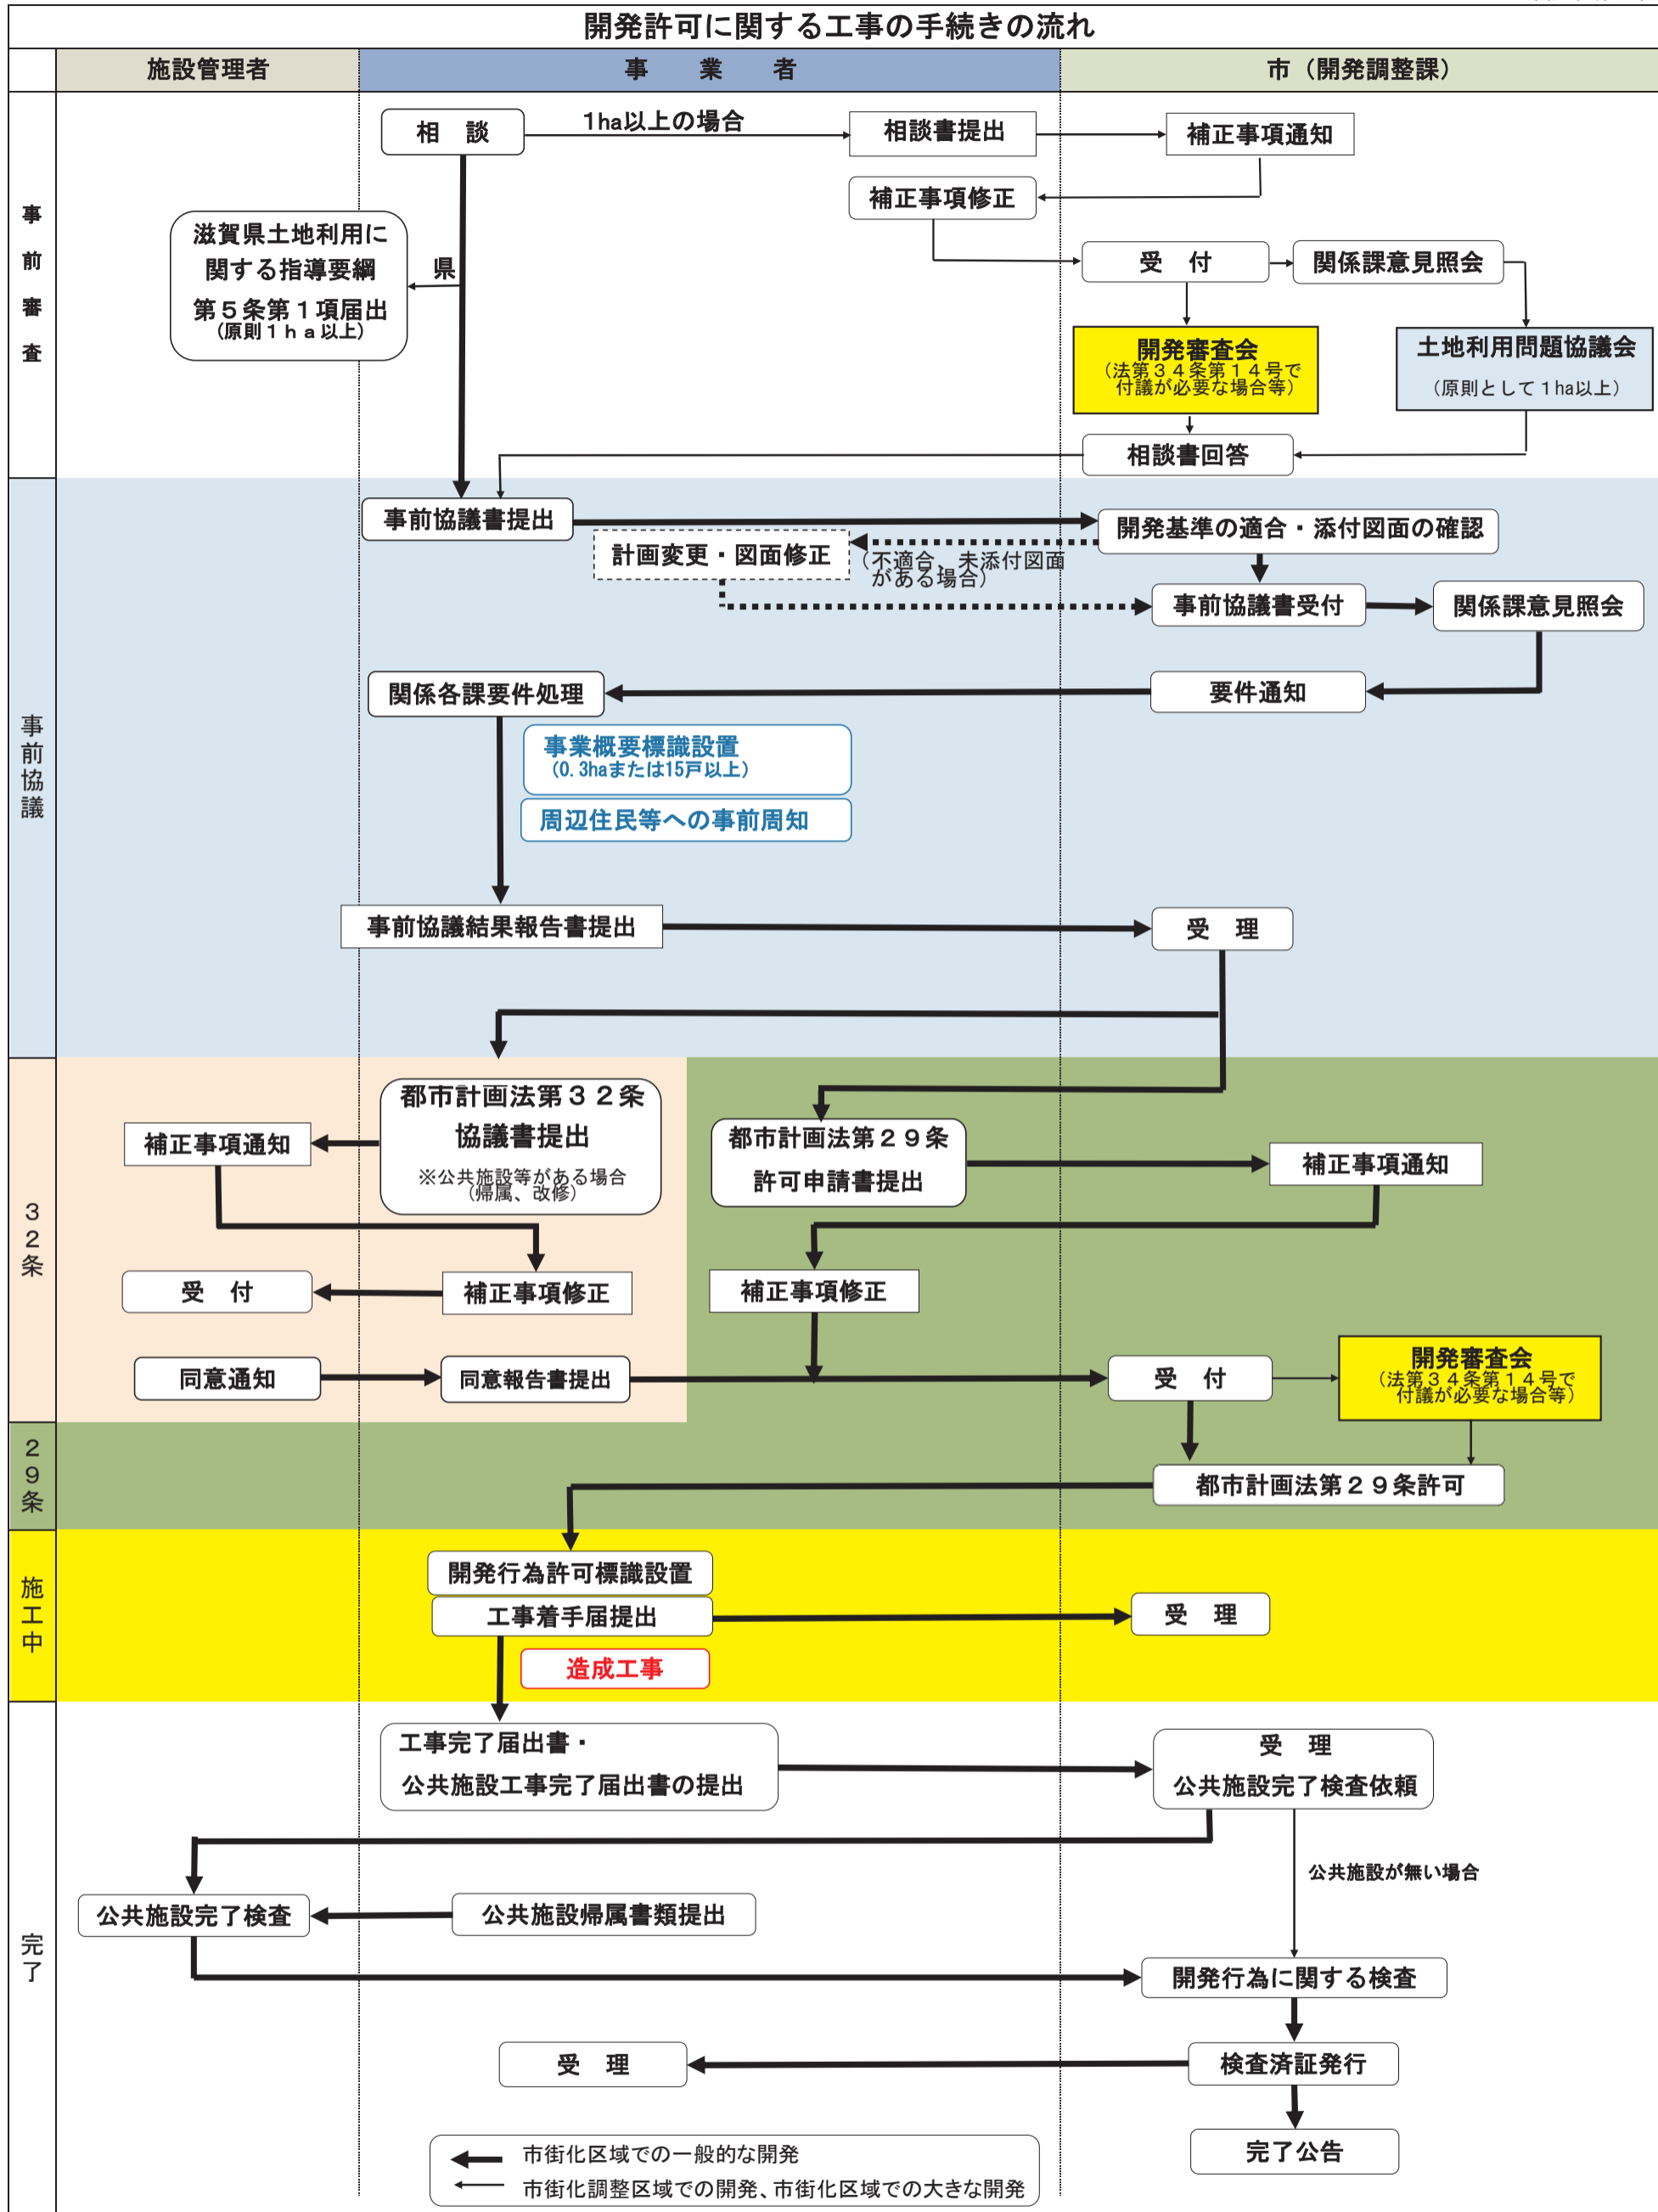 開発許可に関する工事の手続きの流れ
施設管理者
事　業　者
市（開発調整課）
事前審査
相　談
1ha以上の場合
相談書提出
補正事項通知
補正事項修正
滋賀県土地利用に
関する指導要綱
第５条第１項届出
（原則１ｈａ以上）
県
受　付
関係課意見照会
開発審査会
（法第３４条第１４号で
付議が必要な場合等）
土地利用問題協議会
（原則として１ha以上）
相談書回答
事前協議
事前協議書提出
開発基準の適合・添付図面の確認
計画変更・図面修正
（不適合、未添付図面
がある場合）
事前協議書受付
関係課意見照会
関係各課要件処理
要件通知
事業概要標識設置
（0.3haまたは15戸以上）
周辺住民等への事前周知
事前協議結果報告書提出
受　理
３２条
都市計画法第３２条
協議書提出
※公共施設等がある場合
（帰属、改修）
補正事項通知
都市計画法第２９条
許可申請書提出
補正事項通知
受　付
補正事項修正
補正事項修正
同意通知
同意報告書提出
受　付
開発審査会
（法第３４条第１４号で
付議が必要な場合等）
２９条
都市計画法第２９条許可
施工中
開発行為許可標識設置
工事着手届提出
受　理
造成工事
完了
工事完了届出書・
公共施設工事完了届出書の提出
受　理
公共施設完了検査依頼
公共施設が無い場合
公共施設完了検査
公共施設帰属書類提出
開発行為に関する検査
受　理
検査済証発行
完了公告
市街化区域での一般的な開発
市街化調整区域での開発、市街化区域での大きな開発